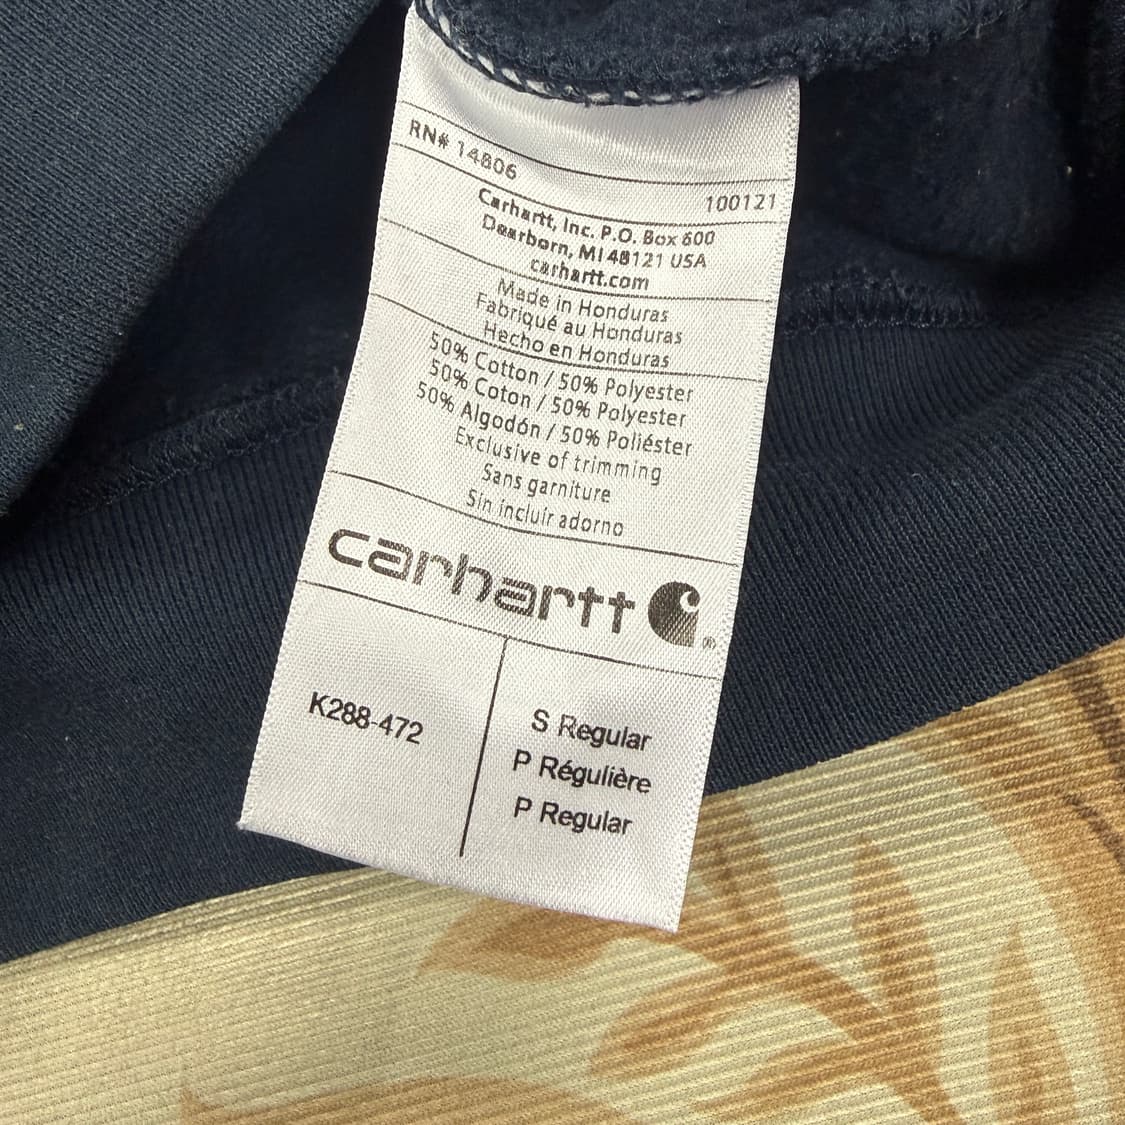 RN# 14806
100121
Carhartt, Inc. P.O. Box 600
Dearborn, MI 48121 USA
carhartt.com
Made in Honduras
Fabriqué au Honduras
Hecho en Honduras
50% Cotton / 50% Polyester
50% Coton / 50% Polyester
50% Algodón / 50% Poliéster
Exclusive of trimming
Sans garniture
Sin incluir adorno
carhartt ®
K288-472
S Regular
P Régulière
P Regular